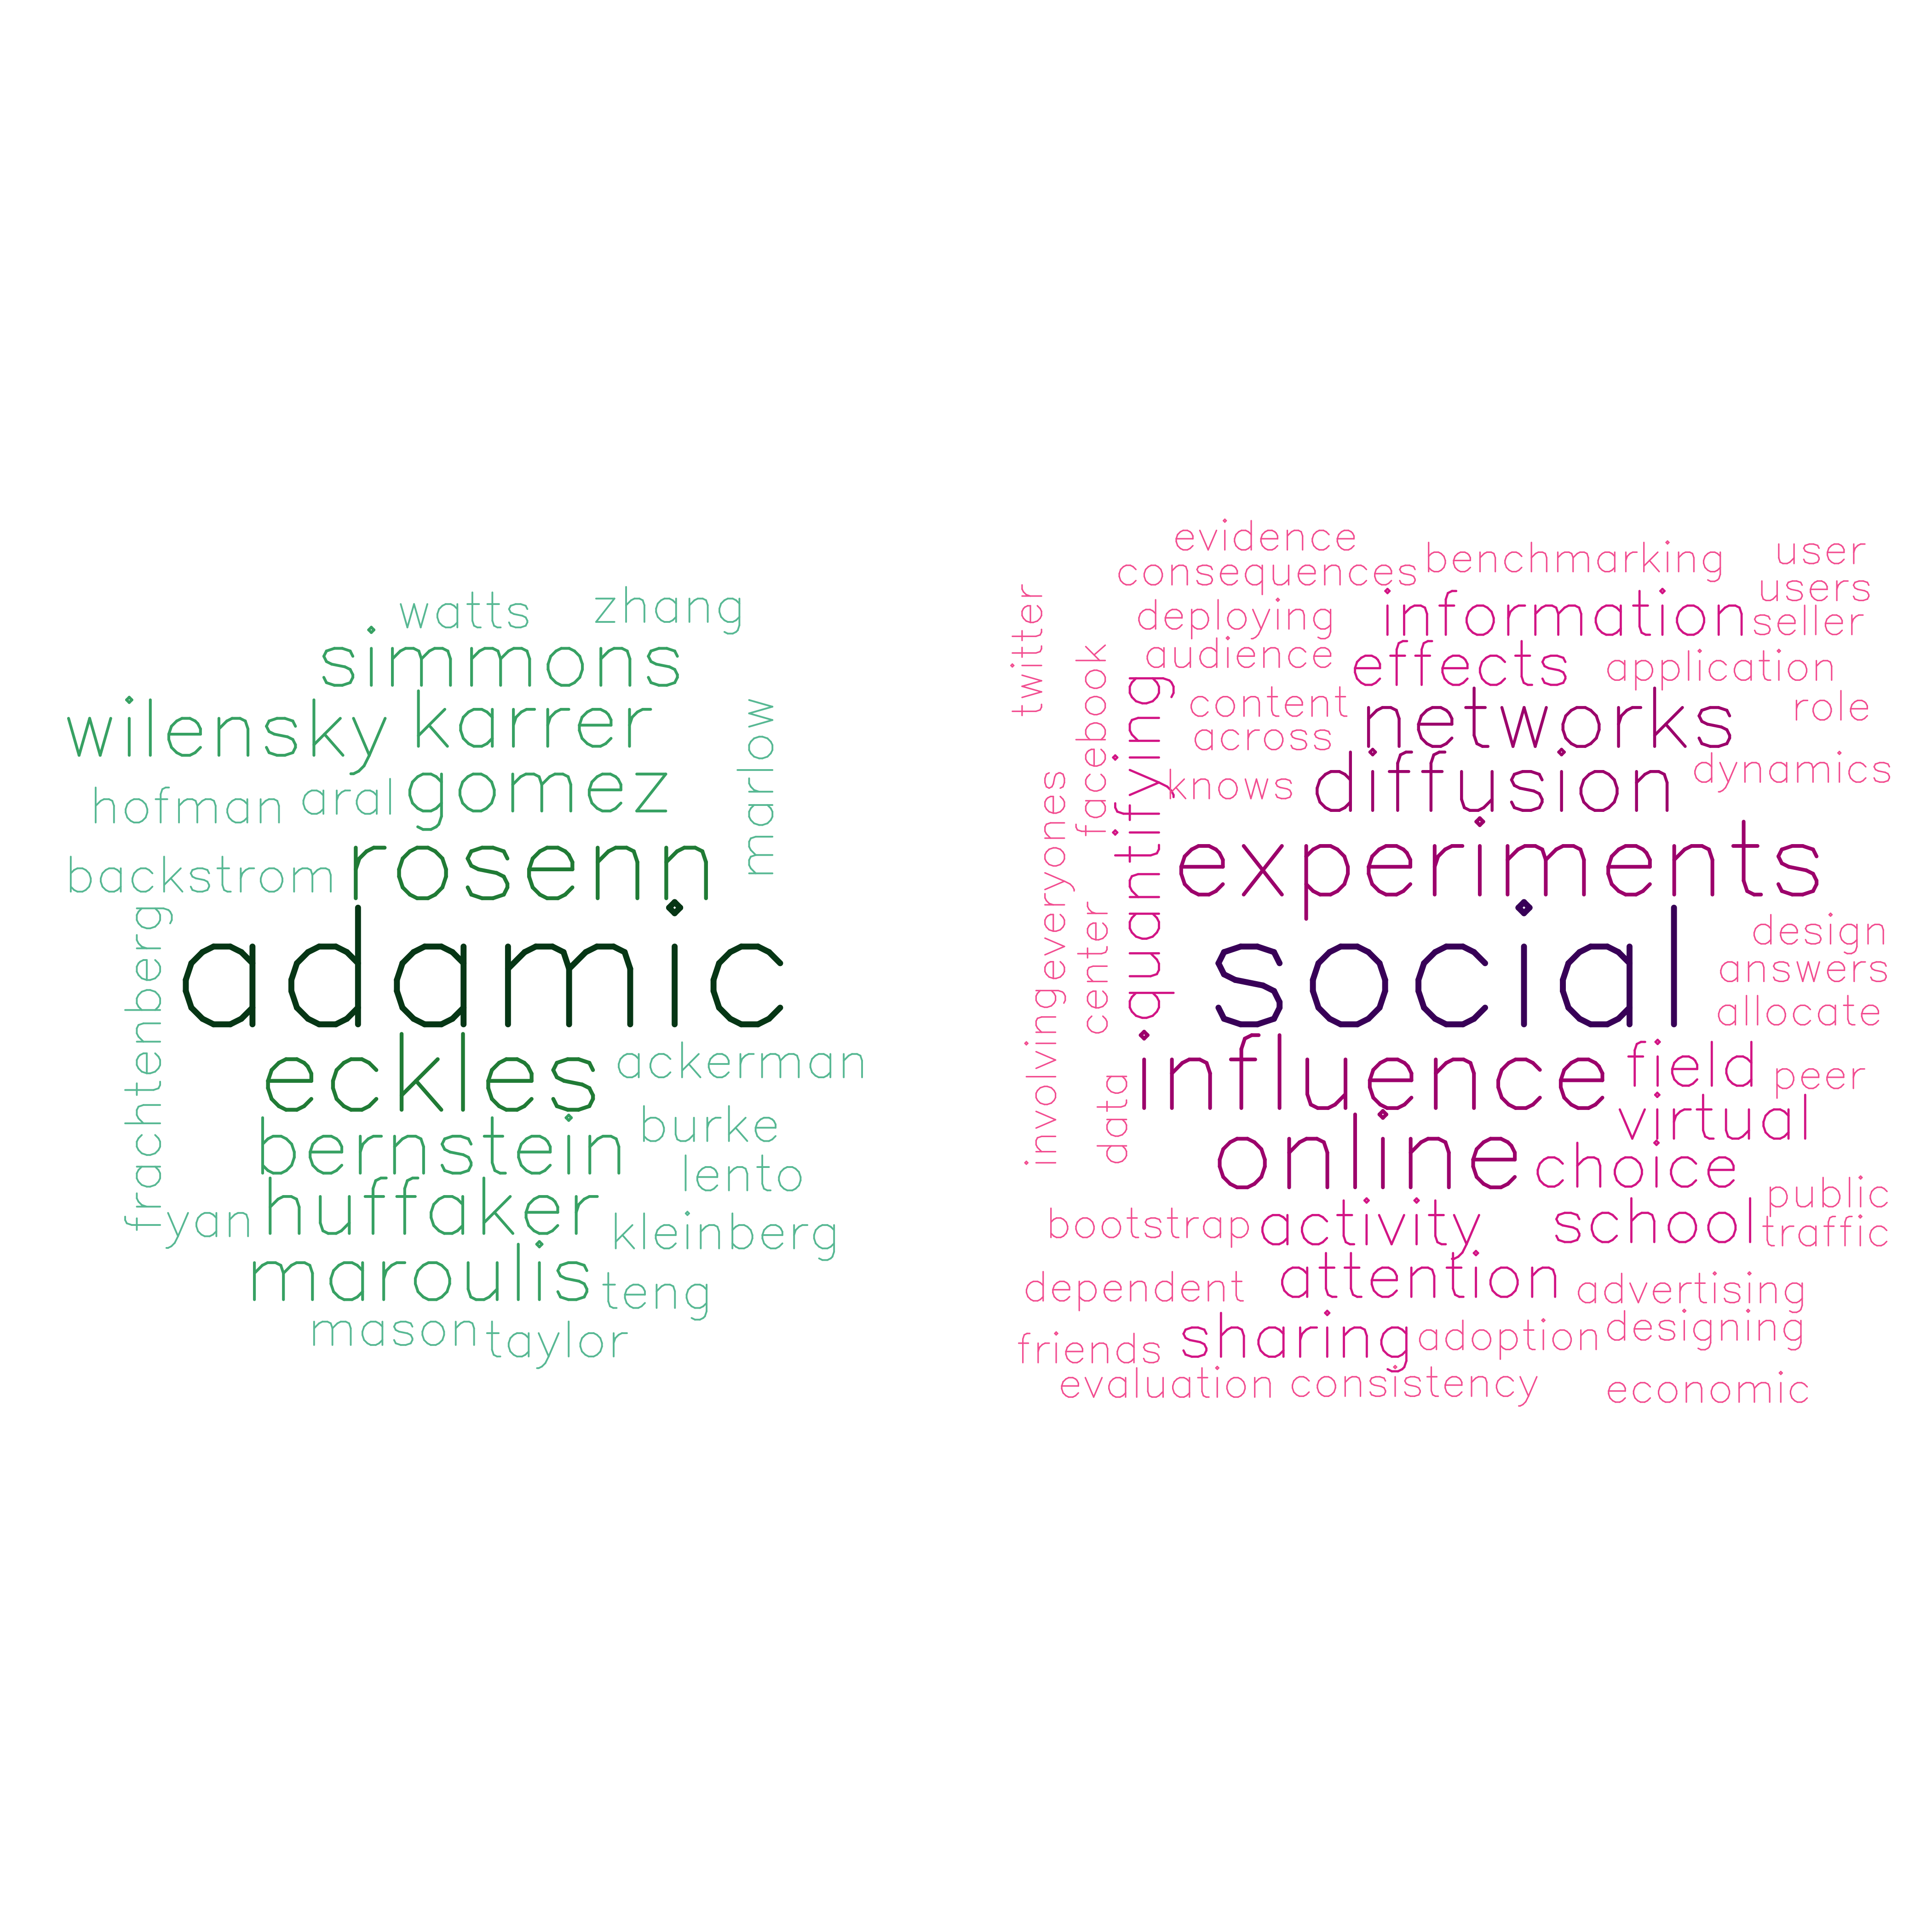 watts zhang
simmons
wilensky karrer
marlow
hofman aral gomez
backstrom rosenn
adamic
frachtenberg
eckles ackerman
bernstein burke
lento
yan huffaker kleinberg
maroulis teng
mason taylor
evidence
consequences benchmarking user
users
twitter deploying information seller
audience effects application
facebook
content networks role
across
quantifying
knows diffusion dynamics
everyones experiments
center design
social answers
allocate
involving
influence field peer
data
virtual
online choice
public
bootstrap activity school traffic
dependent attention advertising
designing
friends sharing adoption
evaluation consistency economic